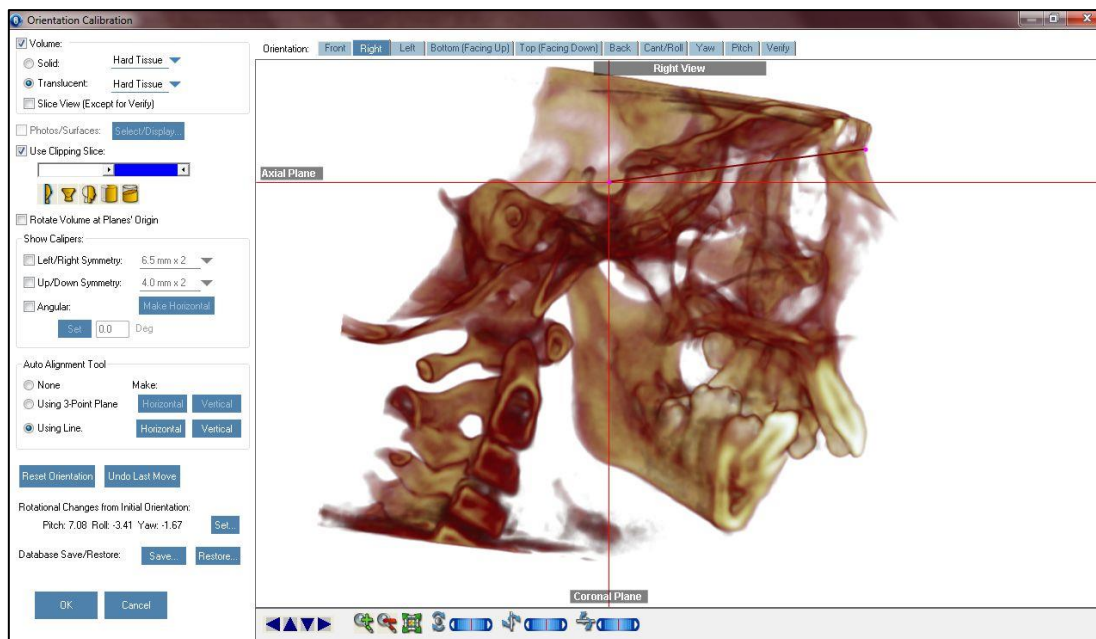 Orientation Calibration
Volume:
Solid: Hard Tissue
Translucent: Hard Tissue
Slice View (Except for Verify)
Photos/Surfaces: Select/Display...
Use Clipping Slice:
Rotate Volume at Planes' Origin
Show Calipers:
Left/Right Symmetry: 6.5 mm x 2
Up/Down Symmetry: 4.0 mm x 2
Angular: Make Horizontal
Set 0.0 Deg
Auto Alignment Tool
None Make:
Using 3-Point Plane Horizontal Vertical
Using Line. Horizontal Vertical
Reset Orientation Undo Last Move
Rotational Changes from Initial Orientation:
Pitch: 7.08 Roll: -3.41 Yaw: -1.67 Set...
Database Save/Restore: Save... Restore...
OK Cancel
Orientation: Front Right Left Bottom (Facing Up) Top (Facing Down) Back Cant/Roll Yaw Pitch Verify
Right View
Axial Plane
Coronal Plane